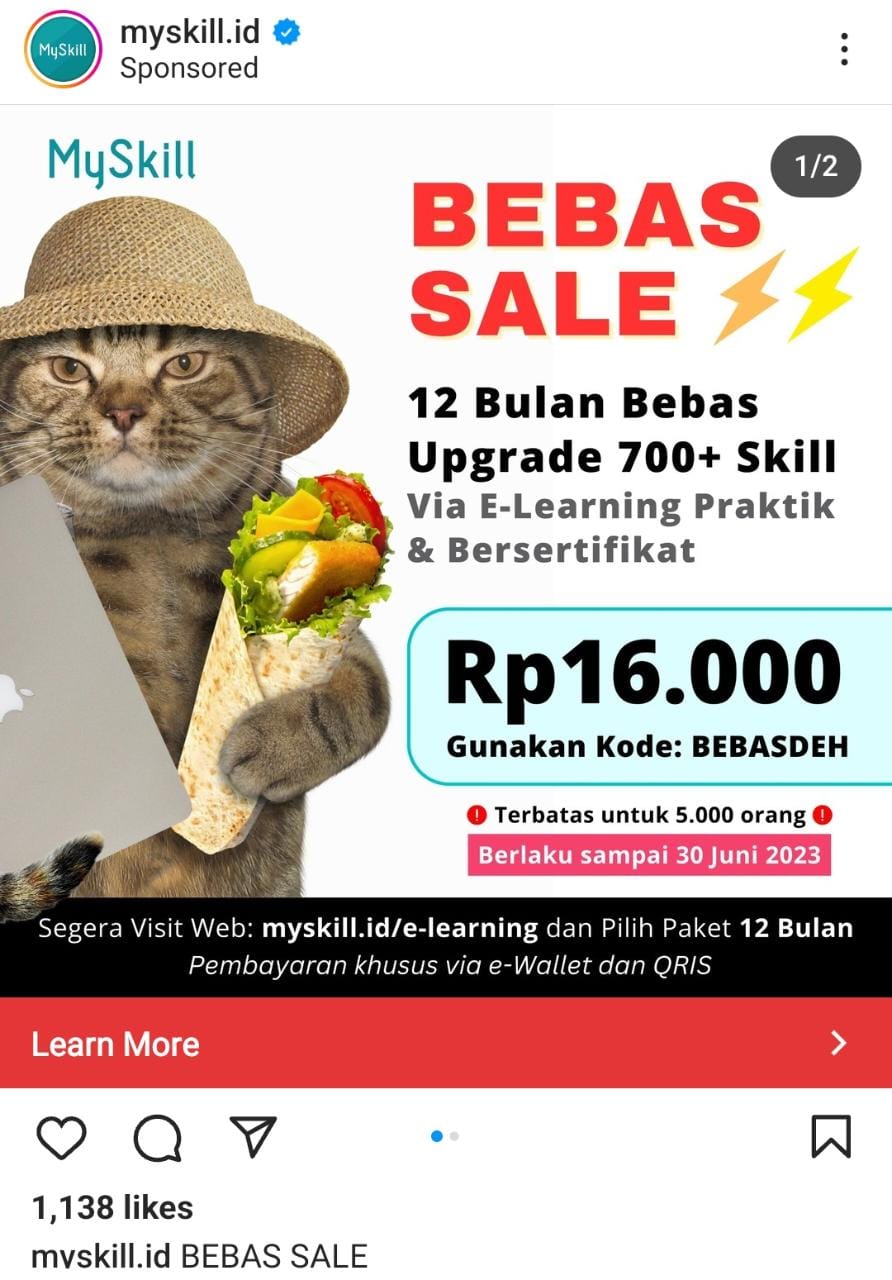 MySkill
myskill.id
Sponsored
MySkill
1/2
BEBAS
SALE
12 Bulan Bebas
Upgrade 700+ Skill
Via E-Learning Praktik
& Bersertifikat
Rp16.000
Gunakan Kode: BEBASDEH
Terbatas untuk 5.000 orang
Berlaku sampai 30 Juni 2023
Segera Visit Web: myskill.id/e-learning dan Pilih Paket 12 Bulan
Pembayaran khusus via e-Wallet dan QRIS
Learn More
1,138 likes
myskill.id BEBAS SALE